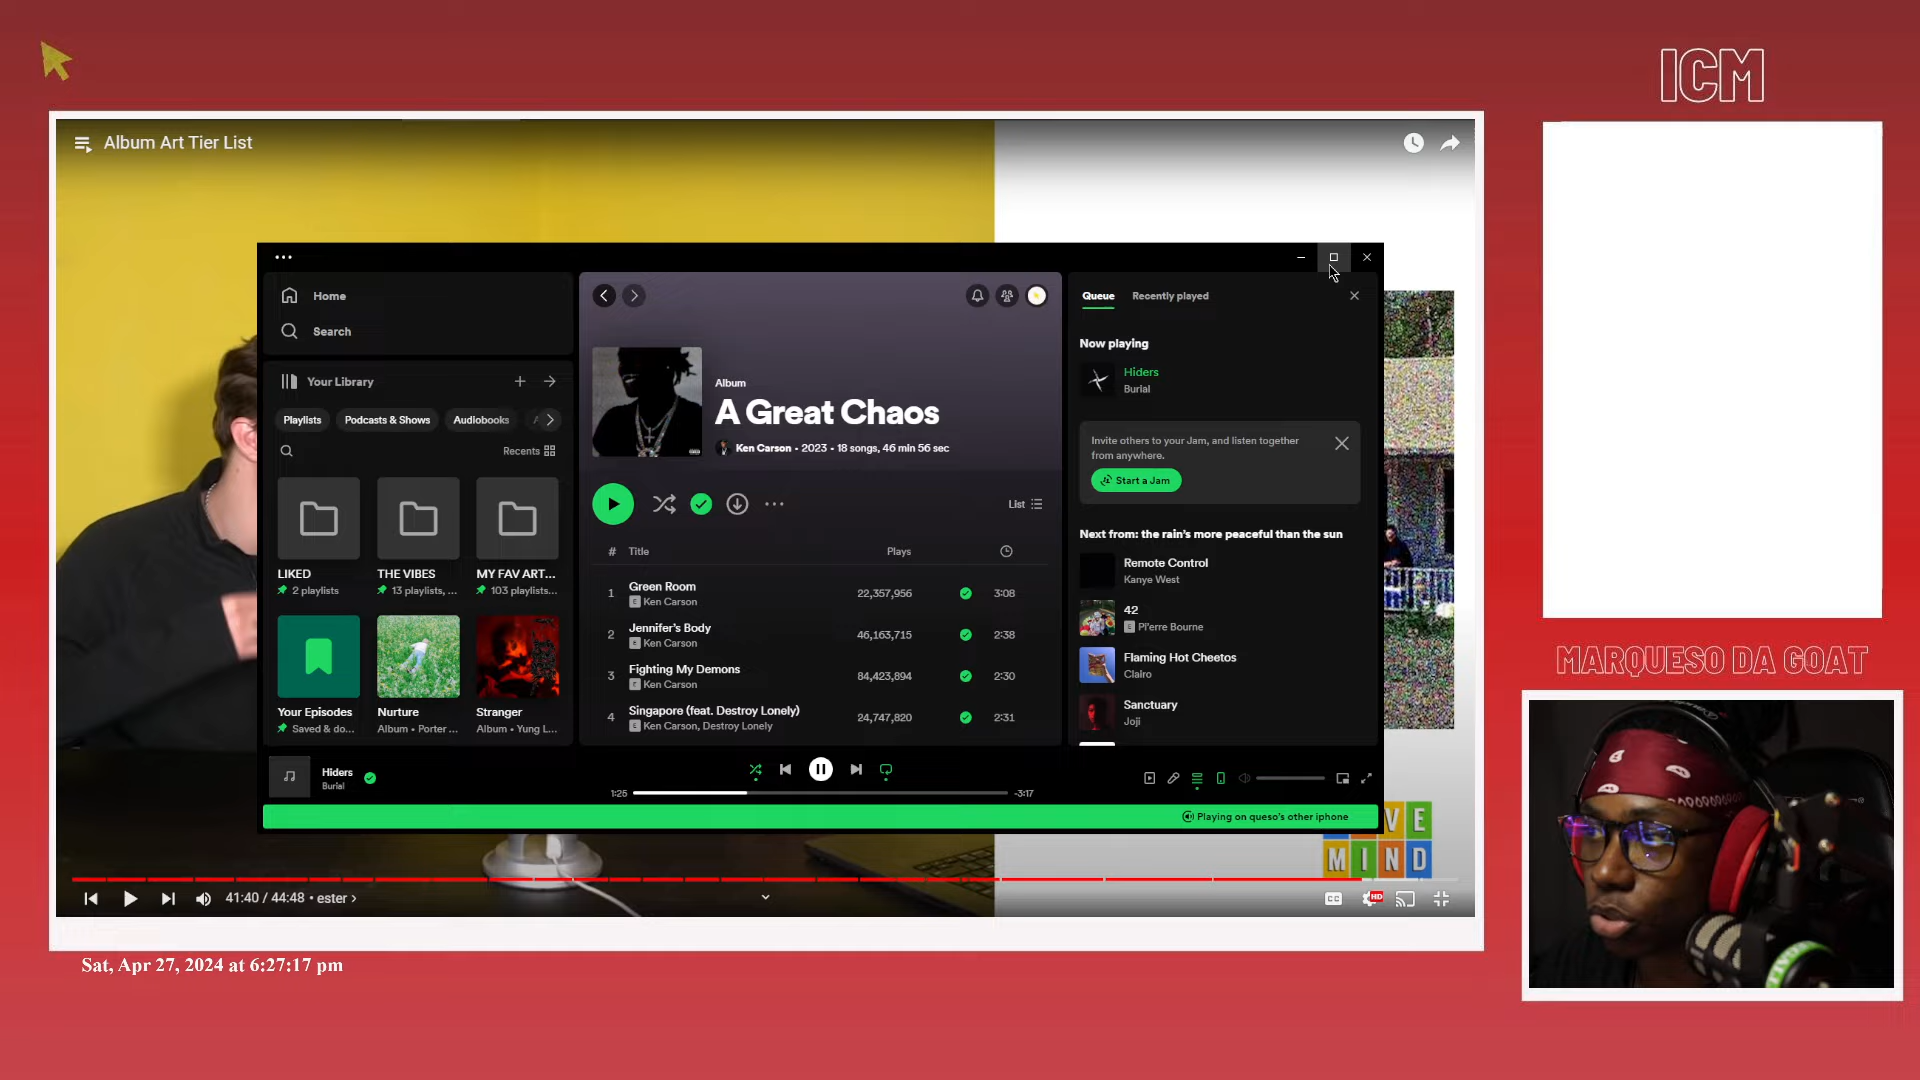 ICM
Album Art Tier List
Home
Search
Your Library
Playlists
Podcasts & Shows
Audiobooks
Recents
LIKED
2 playlists
THE VIBES
13 playlists, ...
MY FAV ART...
103 playlists...
Your Episodes
Saved & do...
Nurture
Album • Porter ...
Stranger
Album • Yung L...
Album
A Great Chaos
Ken Carson • 2023 • 18 songs, 46 min 56 sec
List
# Title Plays
1 Green Room 22,357,956 3:08
E Ken Carson
2 Jennifer's Body 46,163,715 2:38
E Ken Carson
3 Fighting My Demons 84,423,894 2:30
E Ken Carson
4 Singapore (feat. Destroy Lonely) 24,747,820 2:31
E Ken Carson, Destroy Lonely
Queue Recently played
Now playing
Hiders
Burial
Invite others to your Jam, and listen together
from anywhere.
Start a Jam
Next from: the rain's more peaceful than the sun
Remote Control
Kanye West
42
E Pi'erre Bourne
Flaming Hot Cheetos
Clairo
Sanctuary
Joji
Hiders
Burial
1:25
-3:17
Playing on queso's other iphone
VE
MIND
41:40 / 44:48 • ester >
CC
HD
Sat, Apr 27, 2024 at 6:27:17 pm
MARQUESO DA GOAT